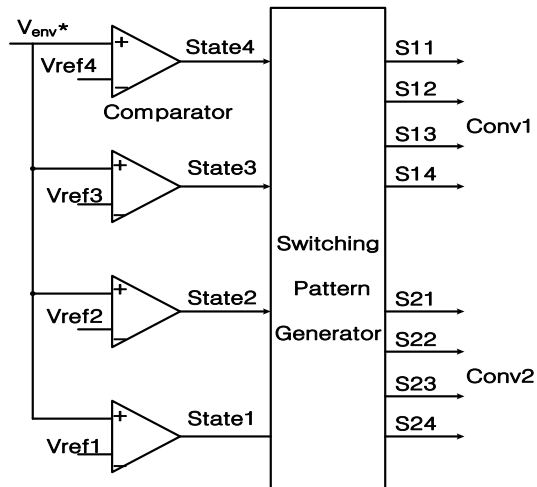 V_env*
+
State4
S11
Vref4
−
S12
Comparator
S13
Conv1
+
State3
S14
Vref3
−
Switching
+
State2
Pattern
S21
Vref2
−
Generator
S22
Conv2
+
State1
S23
Vref1
−
S24